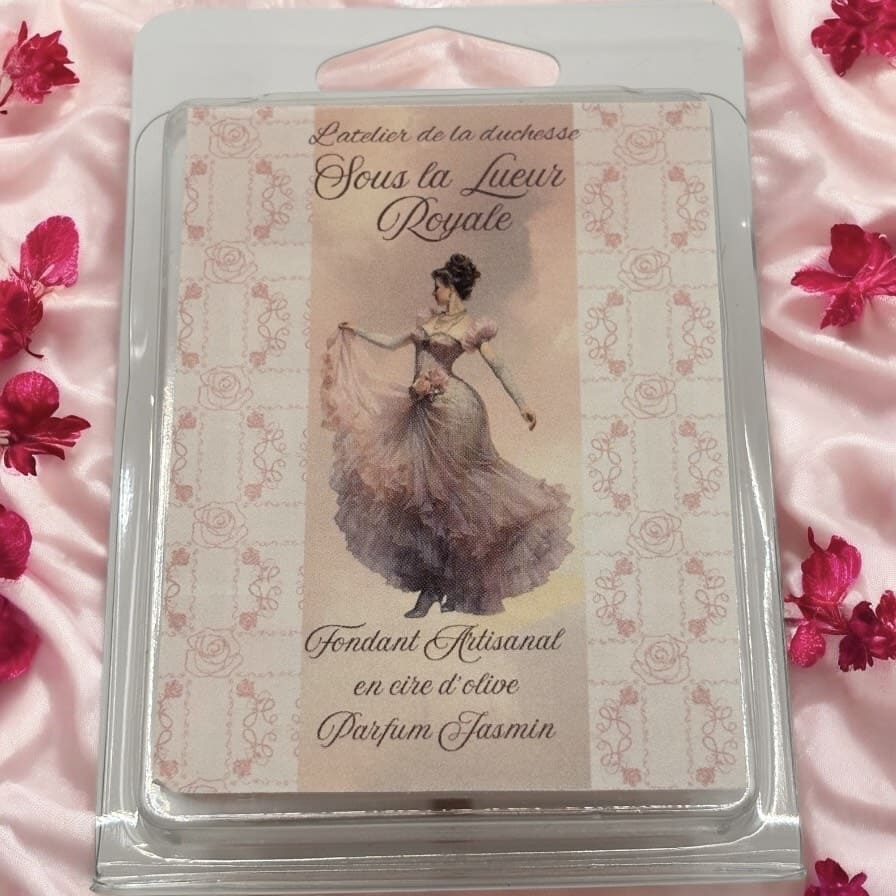 L'atelier de la duchesse
Sous la Lueur
Royale
Fondant Artisanal
en cire d'olive
Parfum Jasmin